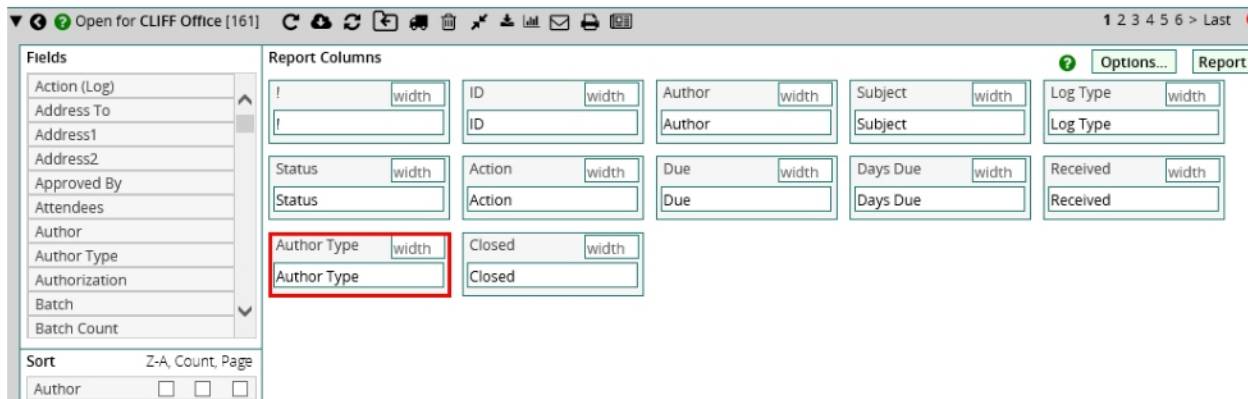 Open for CLIFF Office [161]
1 2 3 4 5 6 > Last
Fields
Action (Log)
Address To
Address1
Address2
Approved By
Attendees
Author
Author Type
Authorization
Batch
Batch Count
Sort Z-A, Count, Page
Author
Report Columns
? Options... Report
! width ID width Author width Subject width Log Type width
! ID Author Subject Log Type
Status width Action width Due width Days Due width Received width
Status Action Due Days Due Received
Author Type width Closed width
Author Type Closed